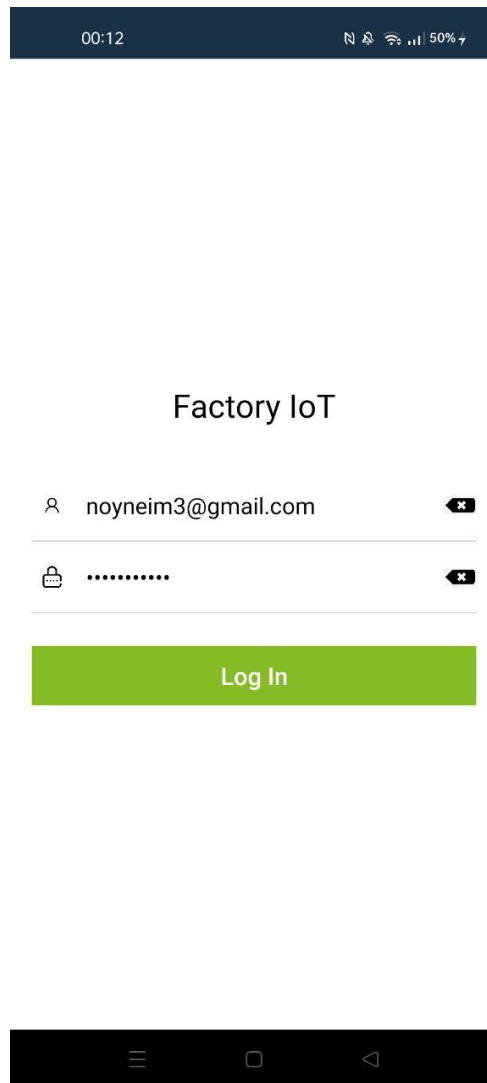 00:12 50%
Factory IoT
noyneim3@gmail.com
•••••••••••
Log In